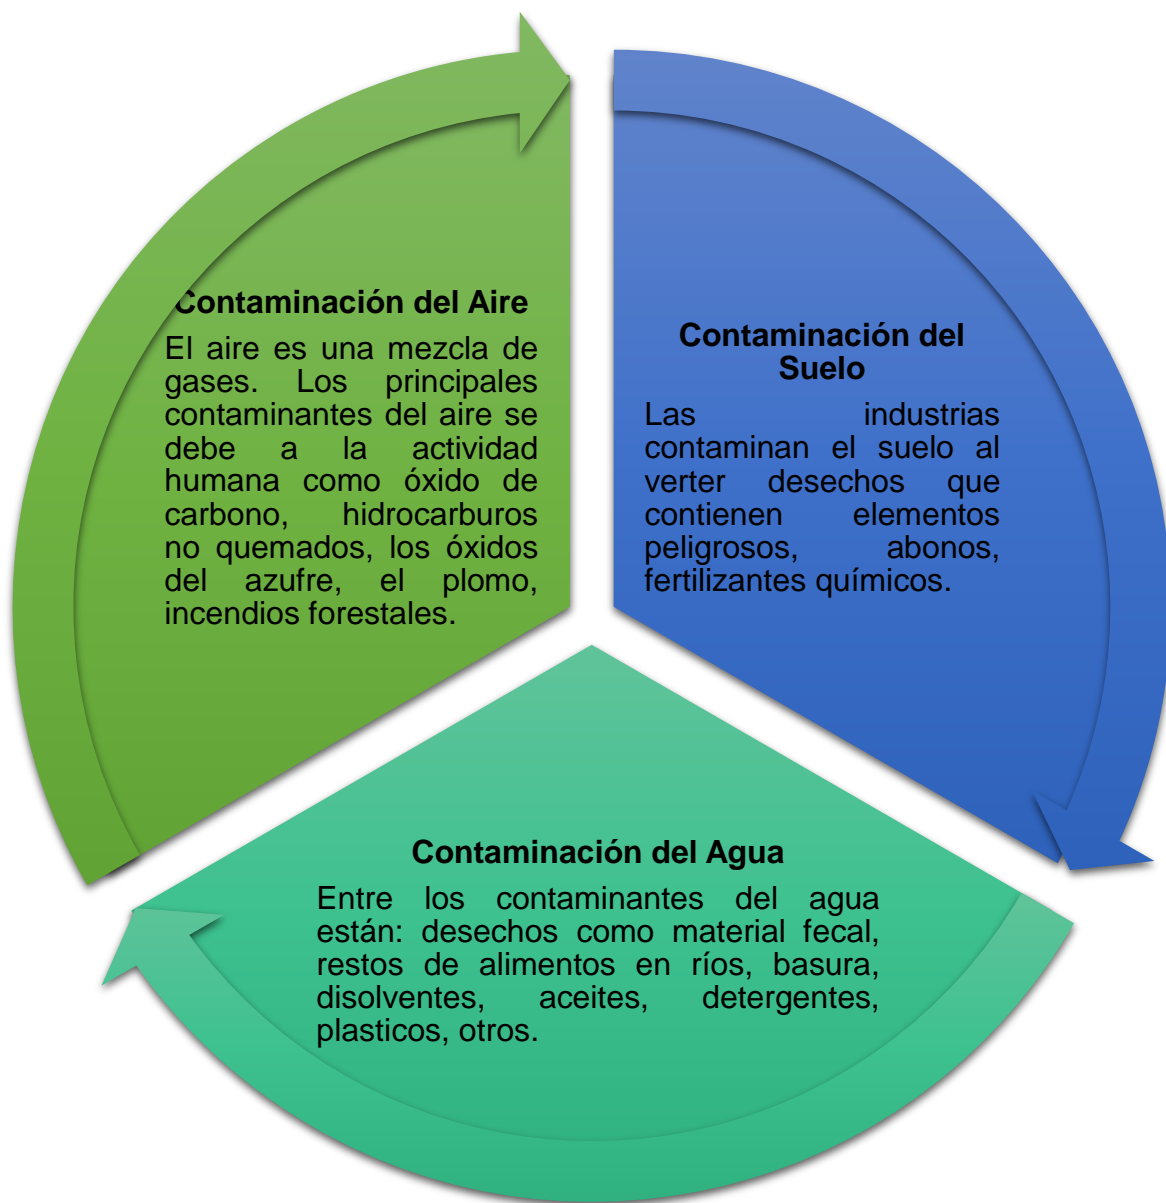 Contaminación del Aire
El aire es una mezcla de
gases. Los principales
contaminantes del aire se
debe a la actividad
humana como óxido de
carbono, hidrocarburos
no quemados, los óxidos
del azufre, el plomo,
incendios forestales.
Contaminación del
Suelo
Las industrias
contaminan el suelo al
verter desechos que
contienen elementos
peligrosos, abonos,
fertilizantes químicos.
Contaminación del Agua
Entre los contaminantes del agua
están: desechos como material fecal,
restos de alimentos en ríos, basura,
disolventes, aceites, detergentes,
plasticos, otros.